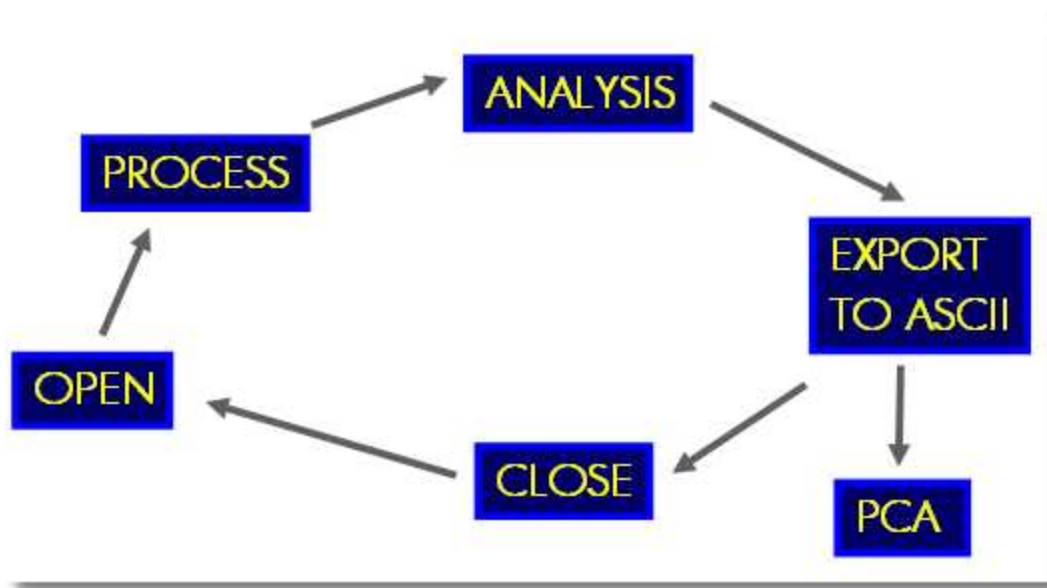 ANALYSIS
PROCESS
EXPORT
TO ASCII
OPEN
CLOSE
PCA